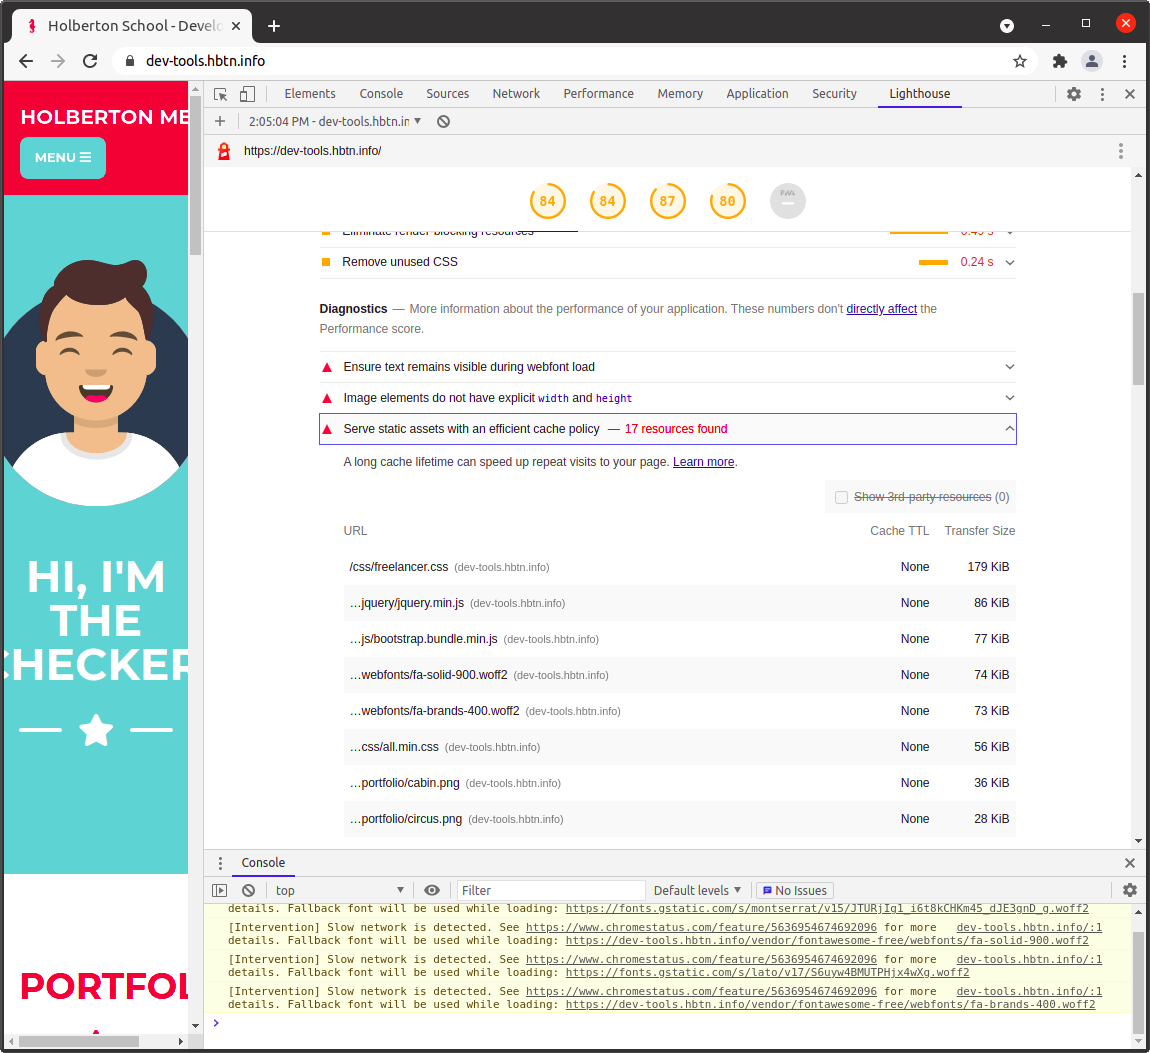 Holberton School - Develo
dev-tools.hbtn.info
HOLBERTON ME
MENU
HI, I'M
THE
CHECKER
PORTFOL
Elements Console Sources Network Performance Memory Application Security Lighthouse
2:05:04 PM - dev-tools.hbtn.in
https://dev-tools.hbtn.info/
84 84 87 80 PWA
Eliminate render-blocking resources 0.49 s
Remove unused CSS 0.24 s
Diagnostics — More information about the performance of your application. These numbers don't directly affect the
Performance score.
Ensure text remains visible during webfont load
Image elements do not have explicit width and height
Serve static assets with an efficient cache policy — 17 resources found
A long cache lifetime can speed up repeat visits to your page. Learn more.
Show 3rd-party resources (0)
URL Cache TTL Transfer Size
/css/freelancer.css (dev-tools.hbtn.info) None 179 KiB
…jquery/jquery.min.js (dev-tools.hbtn.info) None 86 KiB
…js/bootstrap.bundle.min.js (dev-tools.hbtn.info) None 77 KiB
…webfonts/fa-solid-900.woff2 (dev-tools.hbtn.info) None 74 KiB
…webfonts/fa-brands-400.woff2 (dev-tools.hbtn.info) None 73 KiB
…css/all.min.css (dev-tools.hbtn.info) None 56 KiB
…portfolio/cabin.png (dev-tools.hbtn.info) None 36 KiB
…portfolio/circus.png (dev-tools.hbtn.info) None 28 KiB
Console
top Filter Default levels No Issues
details. Fallback font will be used while loading: https://fonts.gstatic.com/s/montserrat/v15/JTURjIg1_i6t8kCHKm45_dJE3gnD_g.woff2
[Intervention] Slow network is detected. See https://www.chromestatus.com/feature/5636954674692096 for more dev-tools.hbtn.info/:1
details. Fallback font will be used while loading: https://dev-tools.hbtn.info/vendor/fontawesome-free/webfonts/fa-solid-900.woff2
[Intervention] Slow network is detected. See https://www.chromestatus.com/feature/5636954674692096 for more dev-tools.hbtn.info/:1
details. Fallback font will be used while loading: https://fonts.gstatic.com/s/lato/v17/S6uyw4BMUTPHjx4wXg.woff2
[Intervention] Slow network is detected. See https://www.chromestatus.com/feature/5636954674692096 for more dev-tools.hbtn.info/:1
details. Fallback font will be used while loading: https://dev-tools.hbtn.info/vendor/fontawesome-free/webfonts/fa-brands-400.woff2